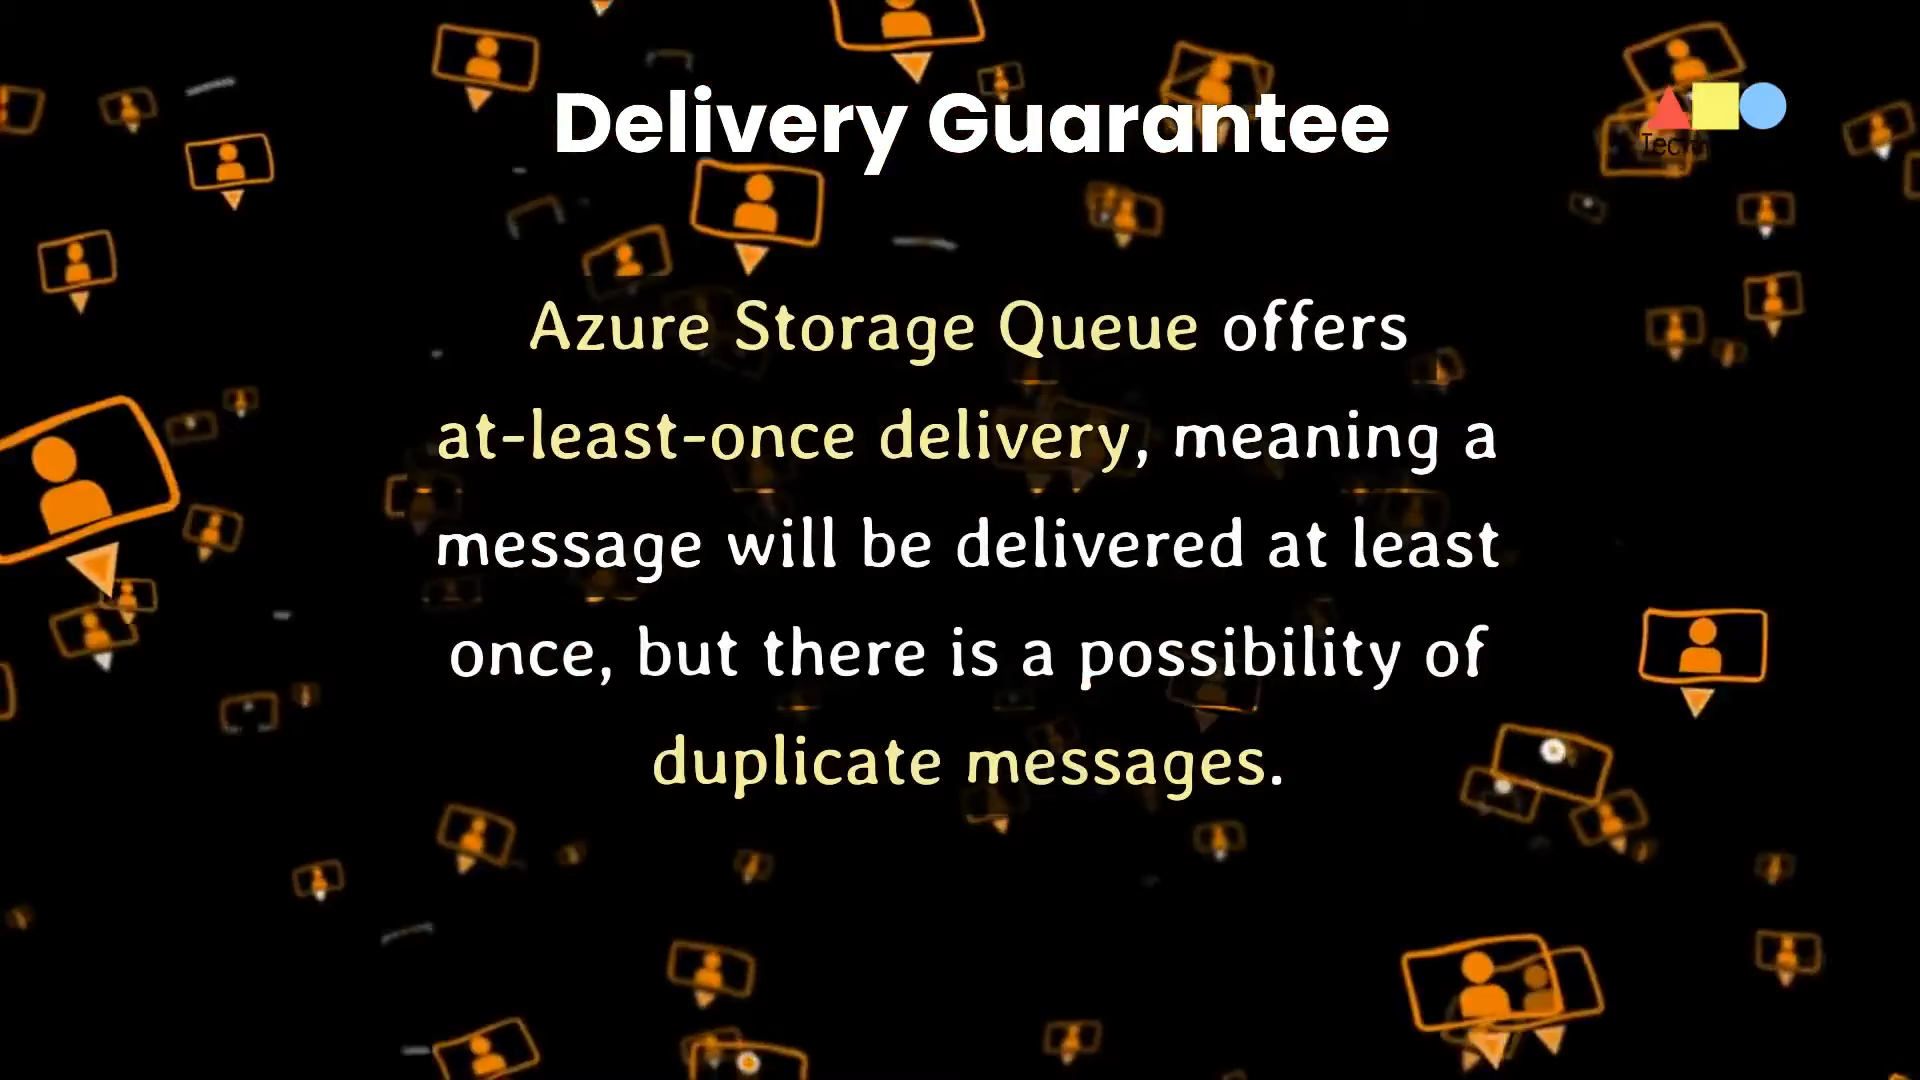 Delivery Guarantee
Azure Storage Queue offers
at-least-once delivery, meaning a
message will be delivered at least
once, but there is a possibility of
duplicate messages.